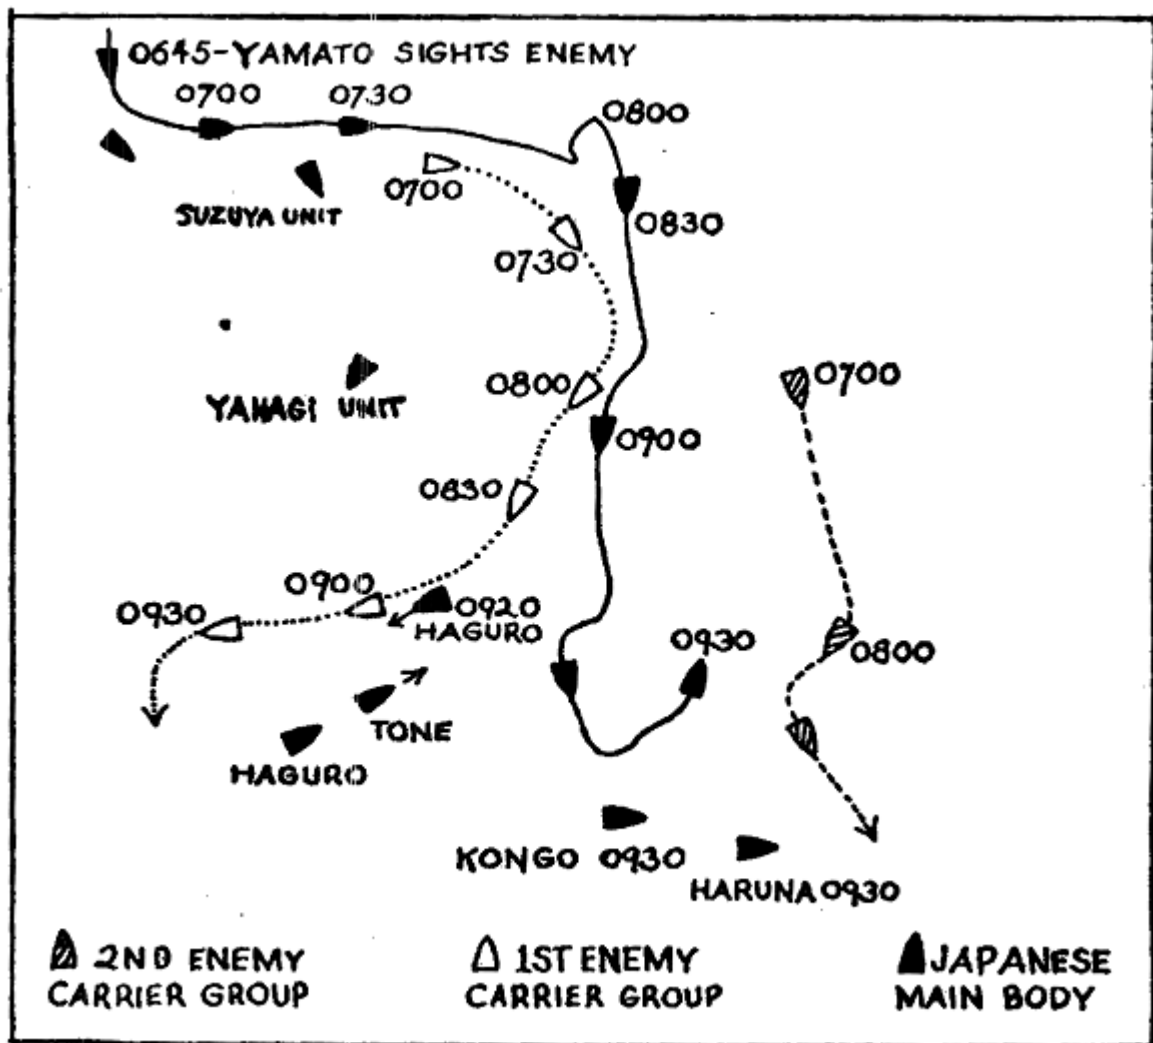 0645-YAMATO SIGHTS ENEMY
0700
0730
0800
0700
SUZUYA UNIT
0830
0730
0800
0700
YAHAGI UNIT
0900
0830
0900
0930
0920
HAGURO
0930
0800
TONE
HAGURO
KONGO 0930
HARUNA 0930
2ND ENEMY
CARRIER GROUP
1ST ENEMY
CARRIER GROUP
JAPANESE
MAIN BODY